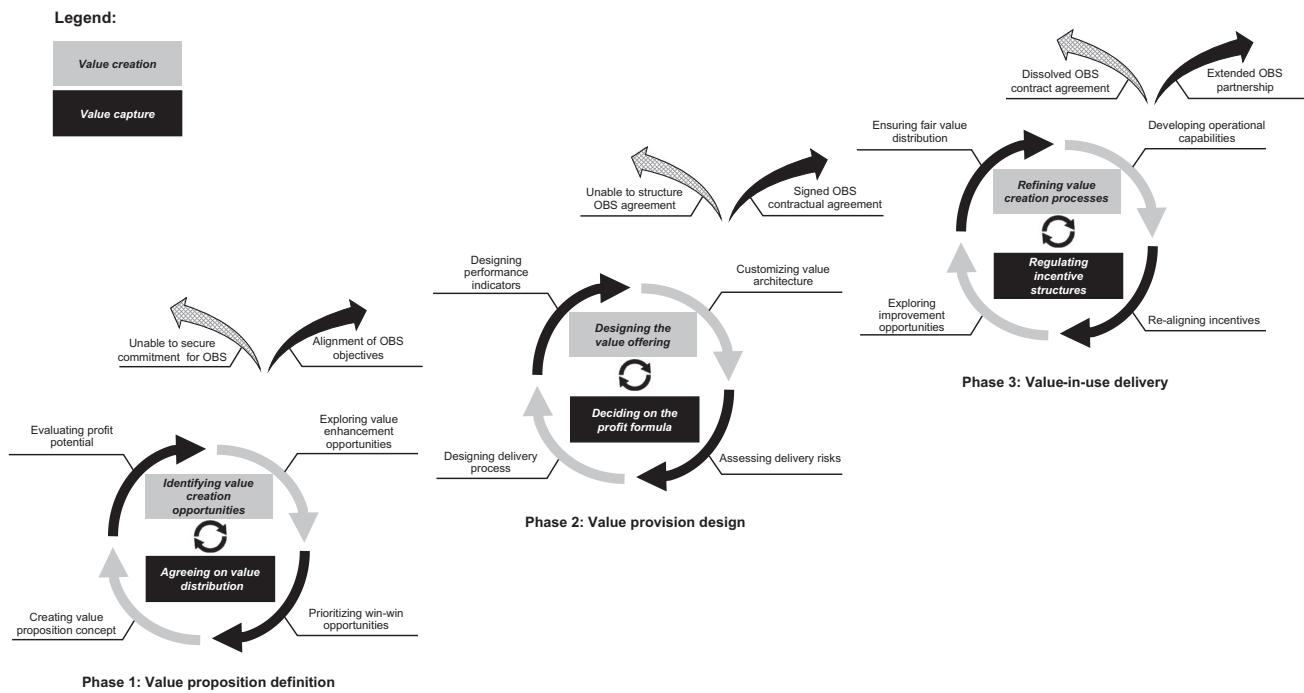 Legend:
Value creation
Value capture
Unable to secure
commitment for OBS
Alignment of OBS
objectives
Evaluating profit
potential
Exploring value
enhancement
opportunities
Identifying value
creation
opportunities
Agreeing on value
distribution
Creating value
proposition concept
Prioritizing win-win
opportunities
Phase 1: Value proposition definition
Unable to structure
OBS agreement
Signed OBS
contractual agreement
Designing
performance
indicators
Customizing value
architecture
Designing the
value offering
Deciding on the
profit formula
Designing delivery
process
Assessing delivery risks
Phase 2: Value provision design
Dissolved OBS
contract agreement
Extended OBS
partnership
Ensuring fair value
distribution
Developing operational
capabilities
Refining value
creation processes
Regulating
incentive
structures
Exploring
improvement
opportunities
Re-aligning incentives
Phase 3: Value-in-use delivery